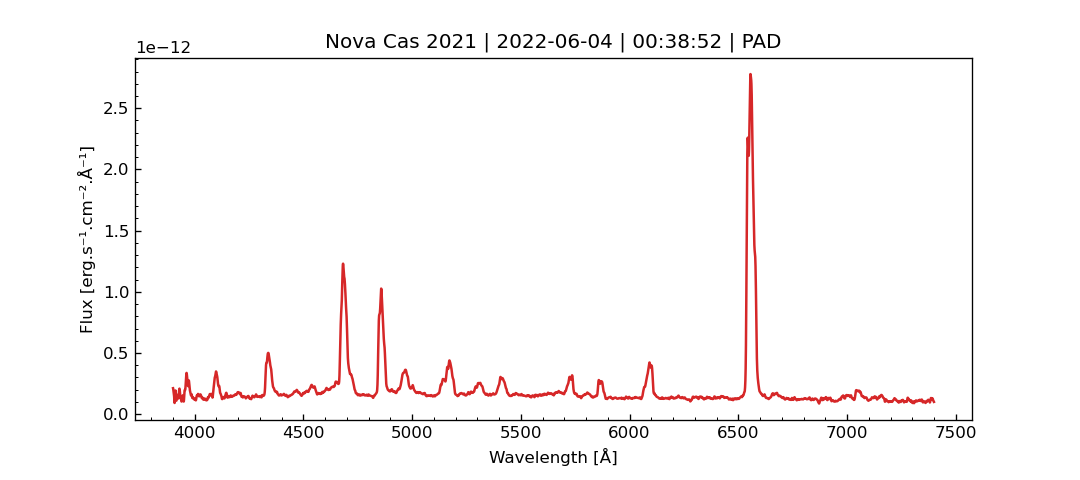 Nova Cas 2021 | 2022-06-04 | 00:38:52 | PAD
1e−12
2.5
2.0
1.5
1.0
0.5
0.0
Flux [erg.s⁻¹.cm⁻².Å⁻¹]
4000 4500 5000 5500 6000 6500 7000 7500
Wavelength [Å]